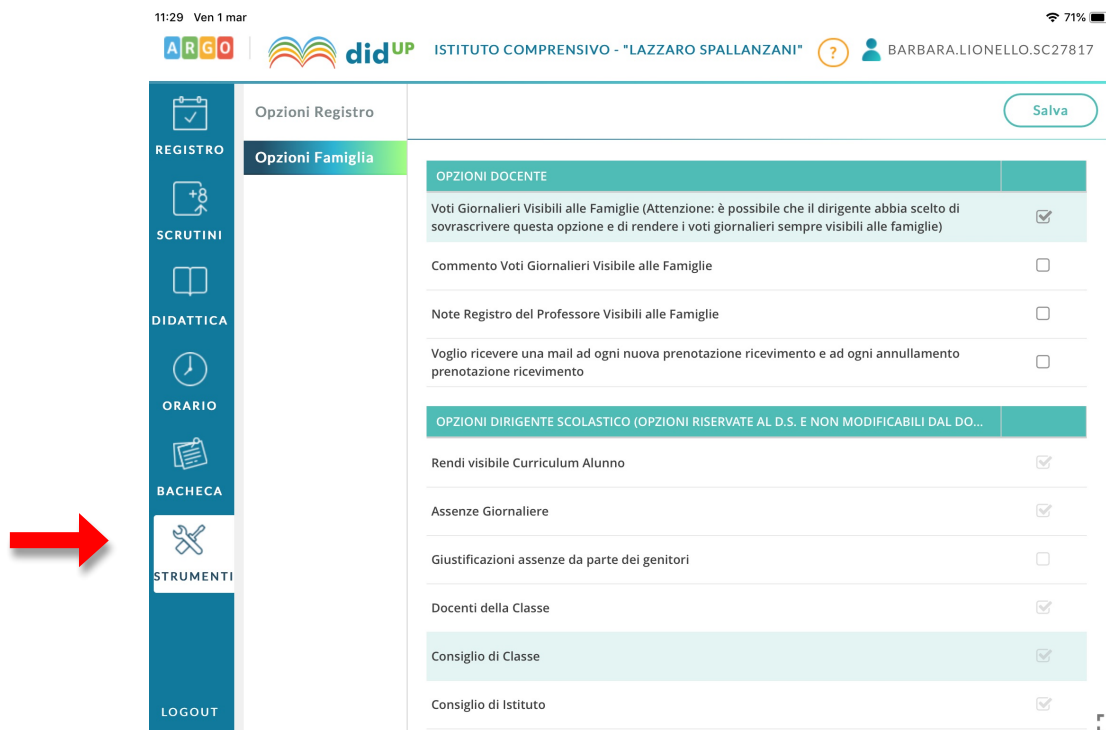 11:29 Ven 1 mar
71%
ARGO
didUP
ISTITUTO COMPRENSIVO - "LAZZARO SPALLANZANI"
?
BARBARA.LIONELLO.SC27817
REGISTRO
+8
SCRUTINI
DIDATTICA
ORARIO
BACHECA
STRUMENTI
LOGOUT
Opzioni Registro
Opzioni Famiglia
Salva
OPZIONI DOCENTE
Voti Giornalieri Visibili alle Famiglie (Attenzione: è possibile che il dirigente abbia scelto di
sovrascrivere questa opzione e di rendere i voti giornalieri sempre visibili alle famiglie)
Commento Voti Giornalieri Visibile alle Famiglie
Note Registro del Professore Visibili alle Famiglie
Voglio ricevere una mail ad ogni nuova prenotazione ricevimento e ad ogni annullamento
prenotazione ricevimento
OPZIONI DIRIGENTE SCOLASTICO (OPZIONI RISERVATE AL D.S. E NON MODIFICABILI DAL DO...
Rendi visibile Curriculum Alunno
Assenze Giornaliere
Giustificazioni assenze da parte dei genitori
Docenti della Classe
Consiglio di Classe
Consiglio di Istituto